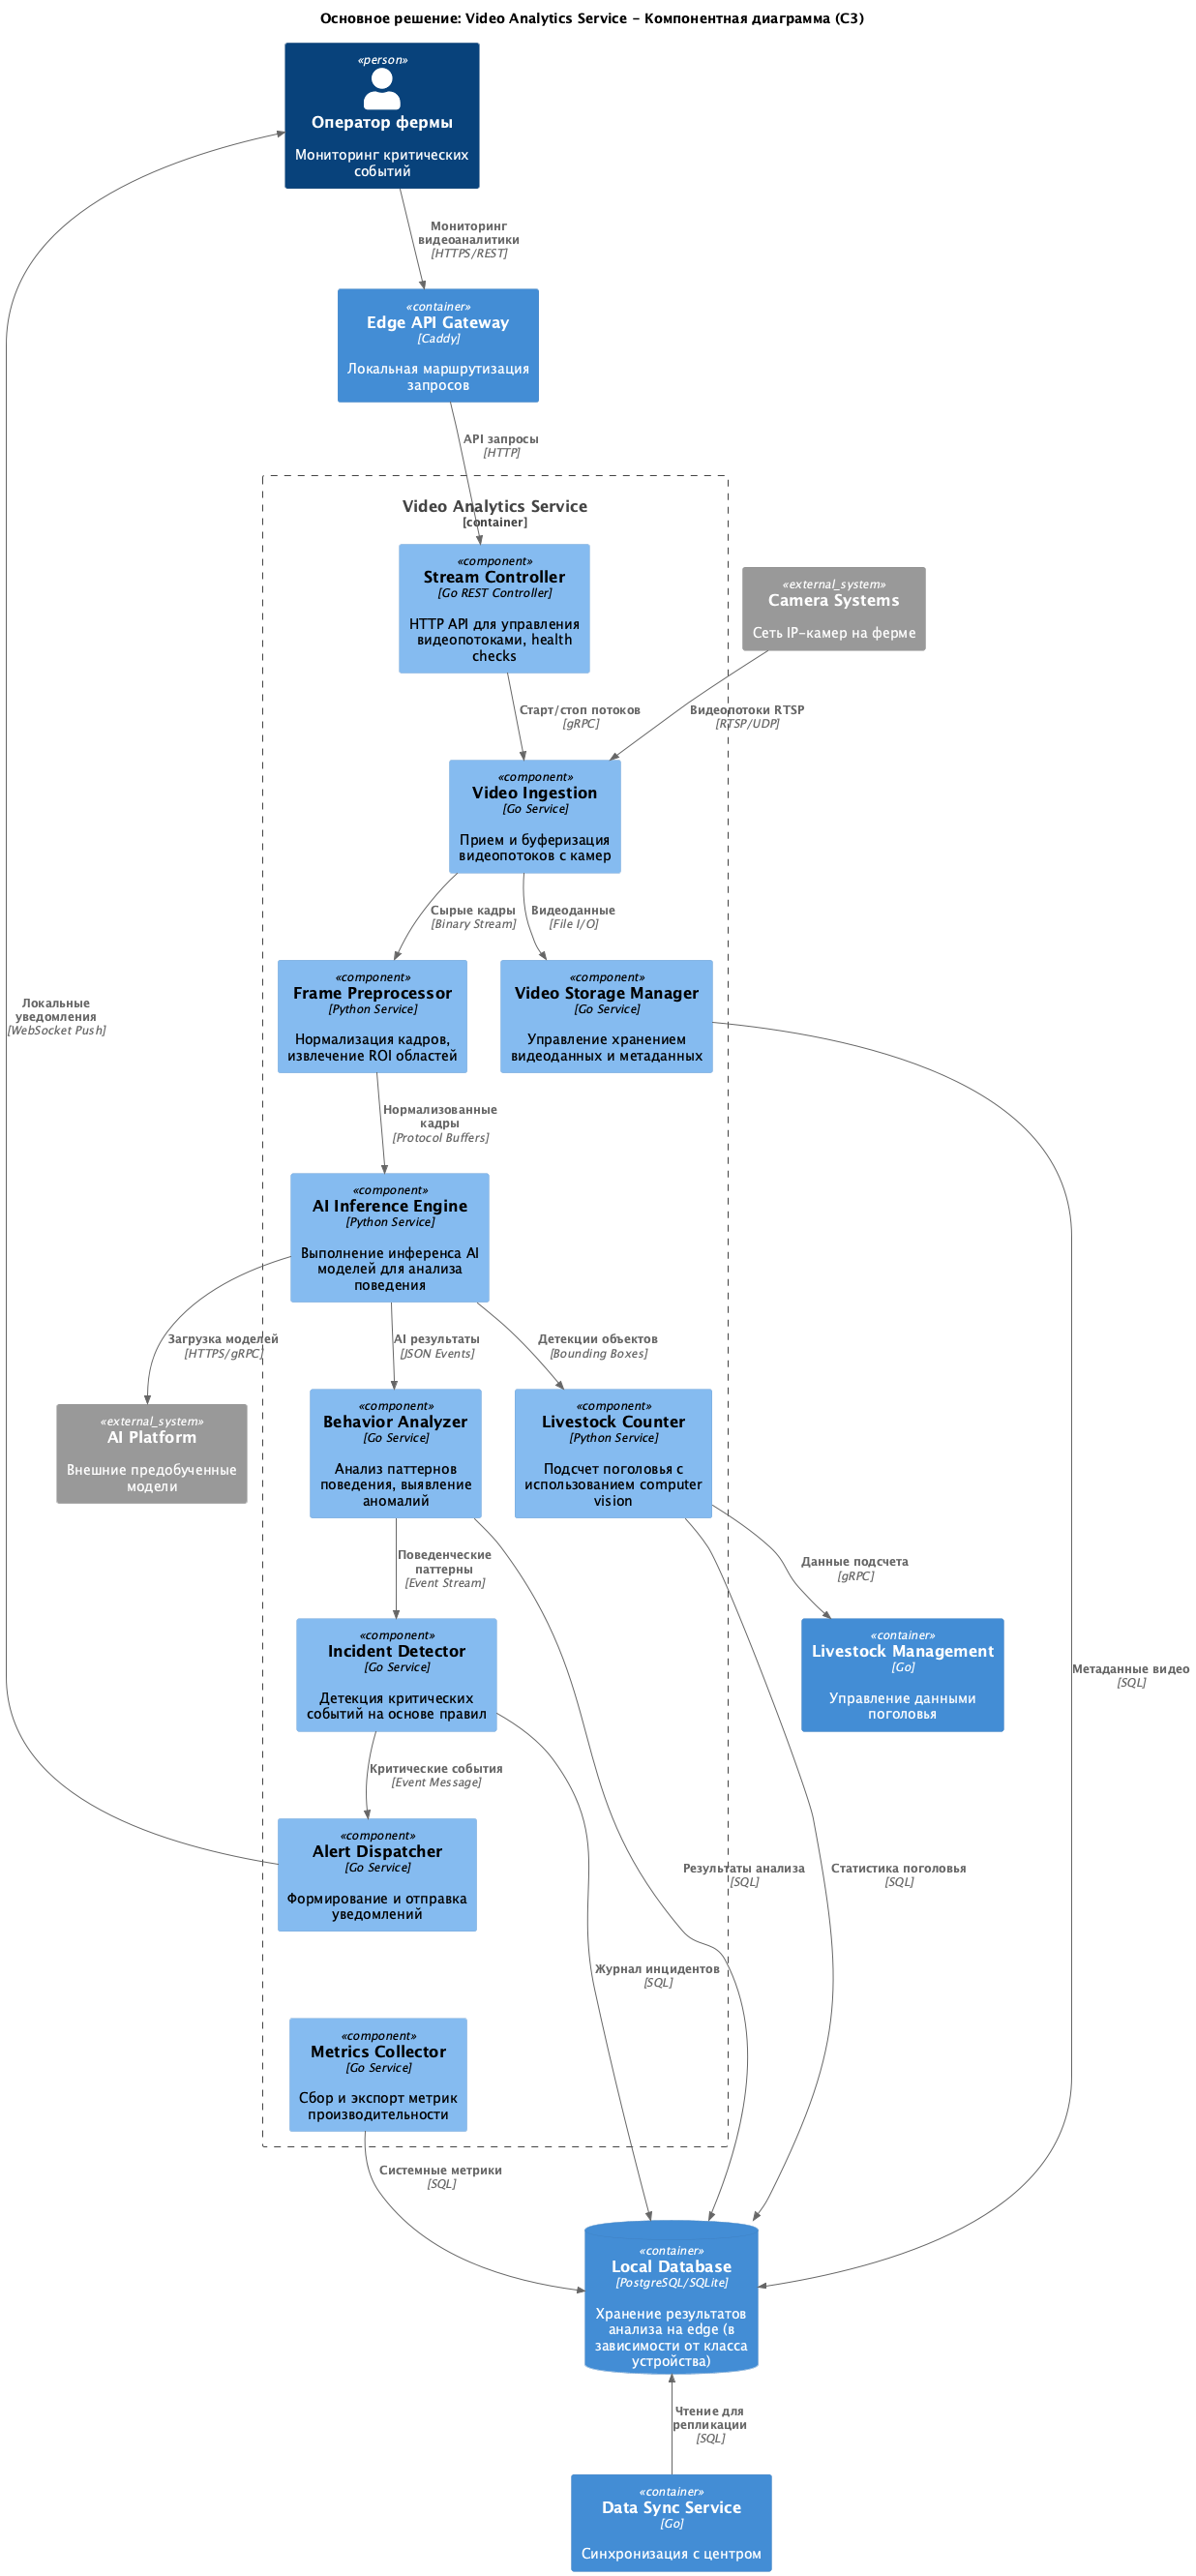 Основное решение: Video Analytics Service - Компонентная диаграмма (C3)
«person»
Оператор фермы
Мониторинг критических
событий
Мониторинг
видеоаналитики
[HTTPS/REST]
«container»
Edge API Gateway
[Caddy]
Локальная маршрутизация
запросов
API запросы
[HTTP]
Video Analytics Service
[container]
«component»
Stream Controller
[Go REST Controller]
HTTP API для управления
видеопотоками, health
checks
«external_system»
Camera Systems
Сеть IP-камер на ферме
Старт/стоп потоков
[gRPC]
Видеопотоки RTSP
[RTSP/UDP]
«component»
Video Ingestion
[Go Service]
Прием и буферизация
видеопотоков с камер
Сырые кадры
[Binary Stream]
Видеоданные
[File I/O]
«component»
Frame Preprocessor
[Python Service]
Нормализация кадров,
извлечение ROI областей
«component»
Video Storage Manager
[Go Service]
Управление хранением
видеоданных и метаданных
Локальные
уведомления
[WebSocket Push]
Нормализованные
кадры
[Protocol Buffers]
«component»
AI Inference Engine
[Python Service]
Выполнение инференса AI
моделей для анализа
поведения
Загрузка моделей
[HTTPS/gRPC]
AI результаты
[JSON Events]
Детекции объектов
[Bounding Boxes]
«external_system»
AI Platform
Внешние предобученные
модели
«component»
Behavior Analyzer
[Go Service]
Анализ паттернов
поведения, выявление
аномалий
«component»
Livestock Counter
[Python Service]
Подсчет поголовья с
использованием computer
vision
Поведенческие
паттерны
[Event Stream]
Данные подсчета
[gRPC]
«component»
Incident Detector
[Go Service]
Детекция критических
событий на основе правил
«container»
Livestock Management
[Go]
Управление данными
поголовья
Метаданные видео
[SQL]
Критические события
[Event Message]
«component»
Alert Dispatcher
[Go Service]
Формирование и отправка
уведомлений
Результаты анализа
[SQL]
Статистика поголовья
[SQL]
Журнал инцидентов
[SQL]
«component»
Metrics Collector
[Go Service]
Сбор и экспорт метрик
производительности
Системные метрики
[SQL]
«container»
Local Database
[PostgreSQL/SQLite]
Хранение результатов
анализа на edge (в
зависимости от класса
устройства)
Чтение для
репликации
[SQL]
«container»
Data Sync Service
[Go]
Синхронизация с центром